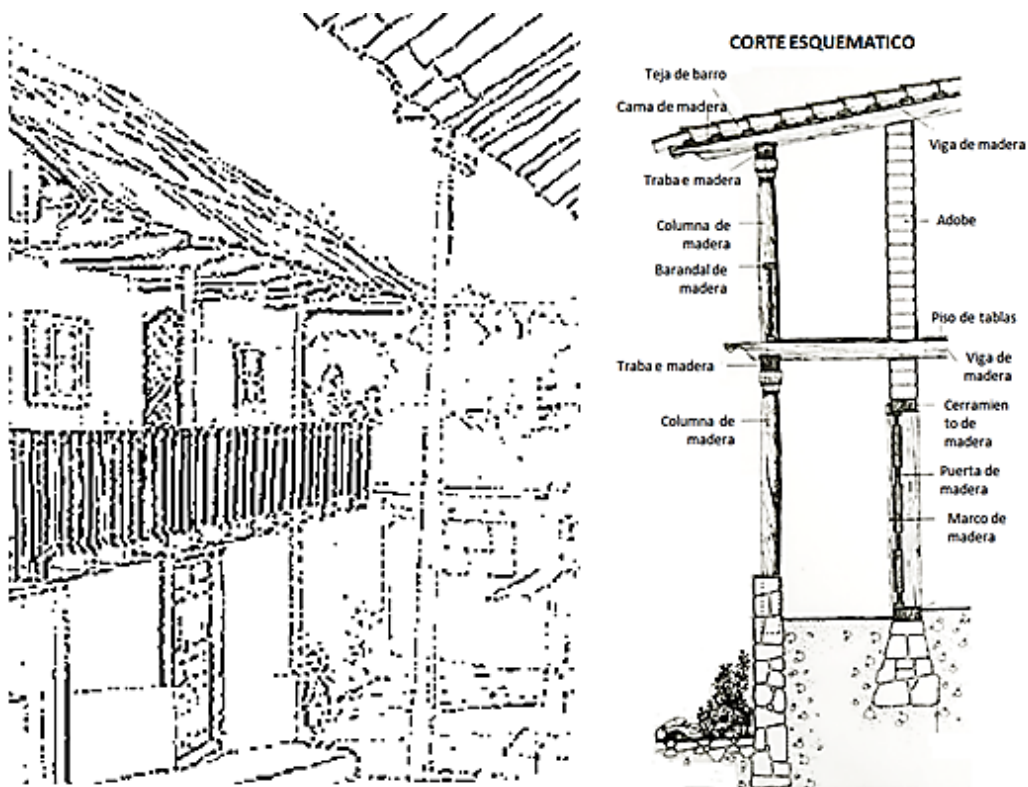 CORTE ESQUEMATICO
Teja de barro
Cama de madera
Viga de madera
Traba e madera
Adobe
Columna de
madera
Barandal de
madera
Piso de tablas
Traba e madera
Viga de
madera
Cerramien
to de
madera
Columna de
madera
Puerta de
madera
Marco de
madera